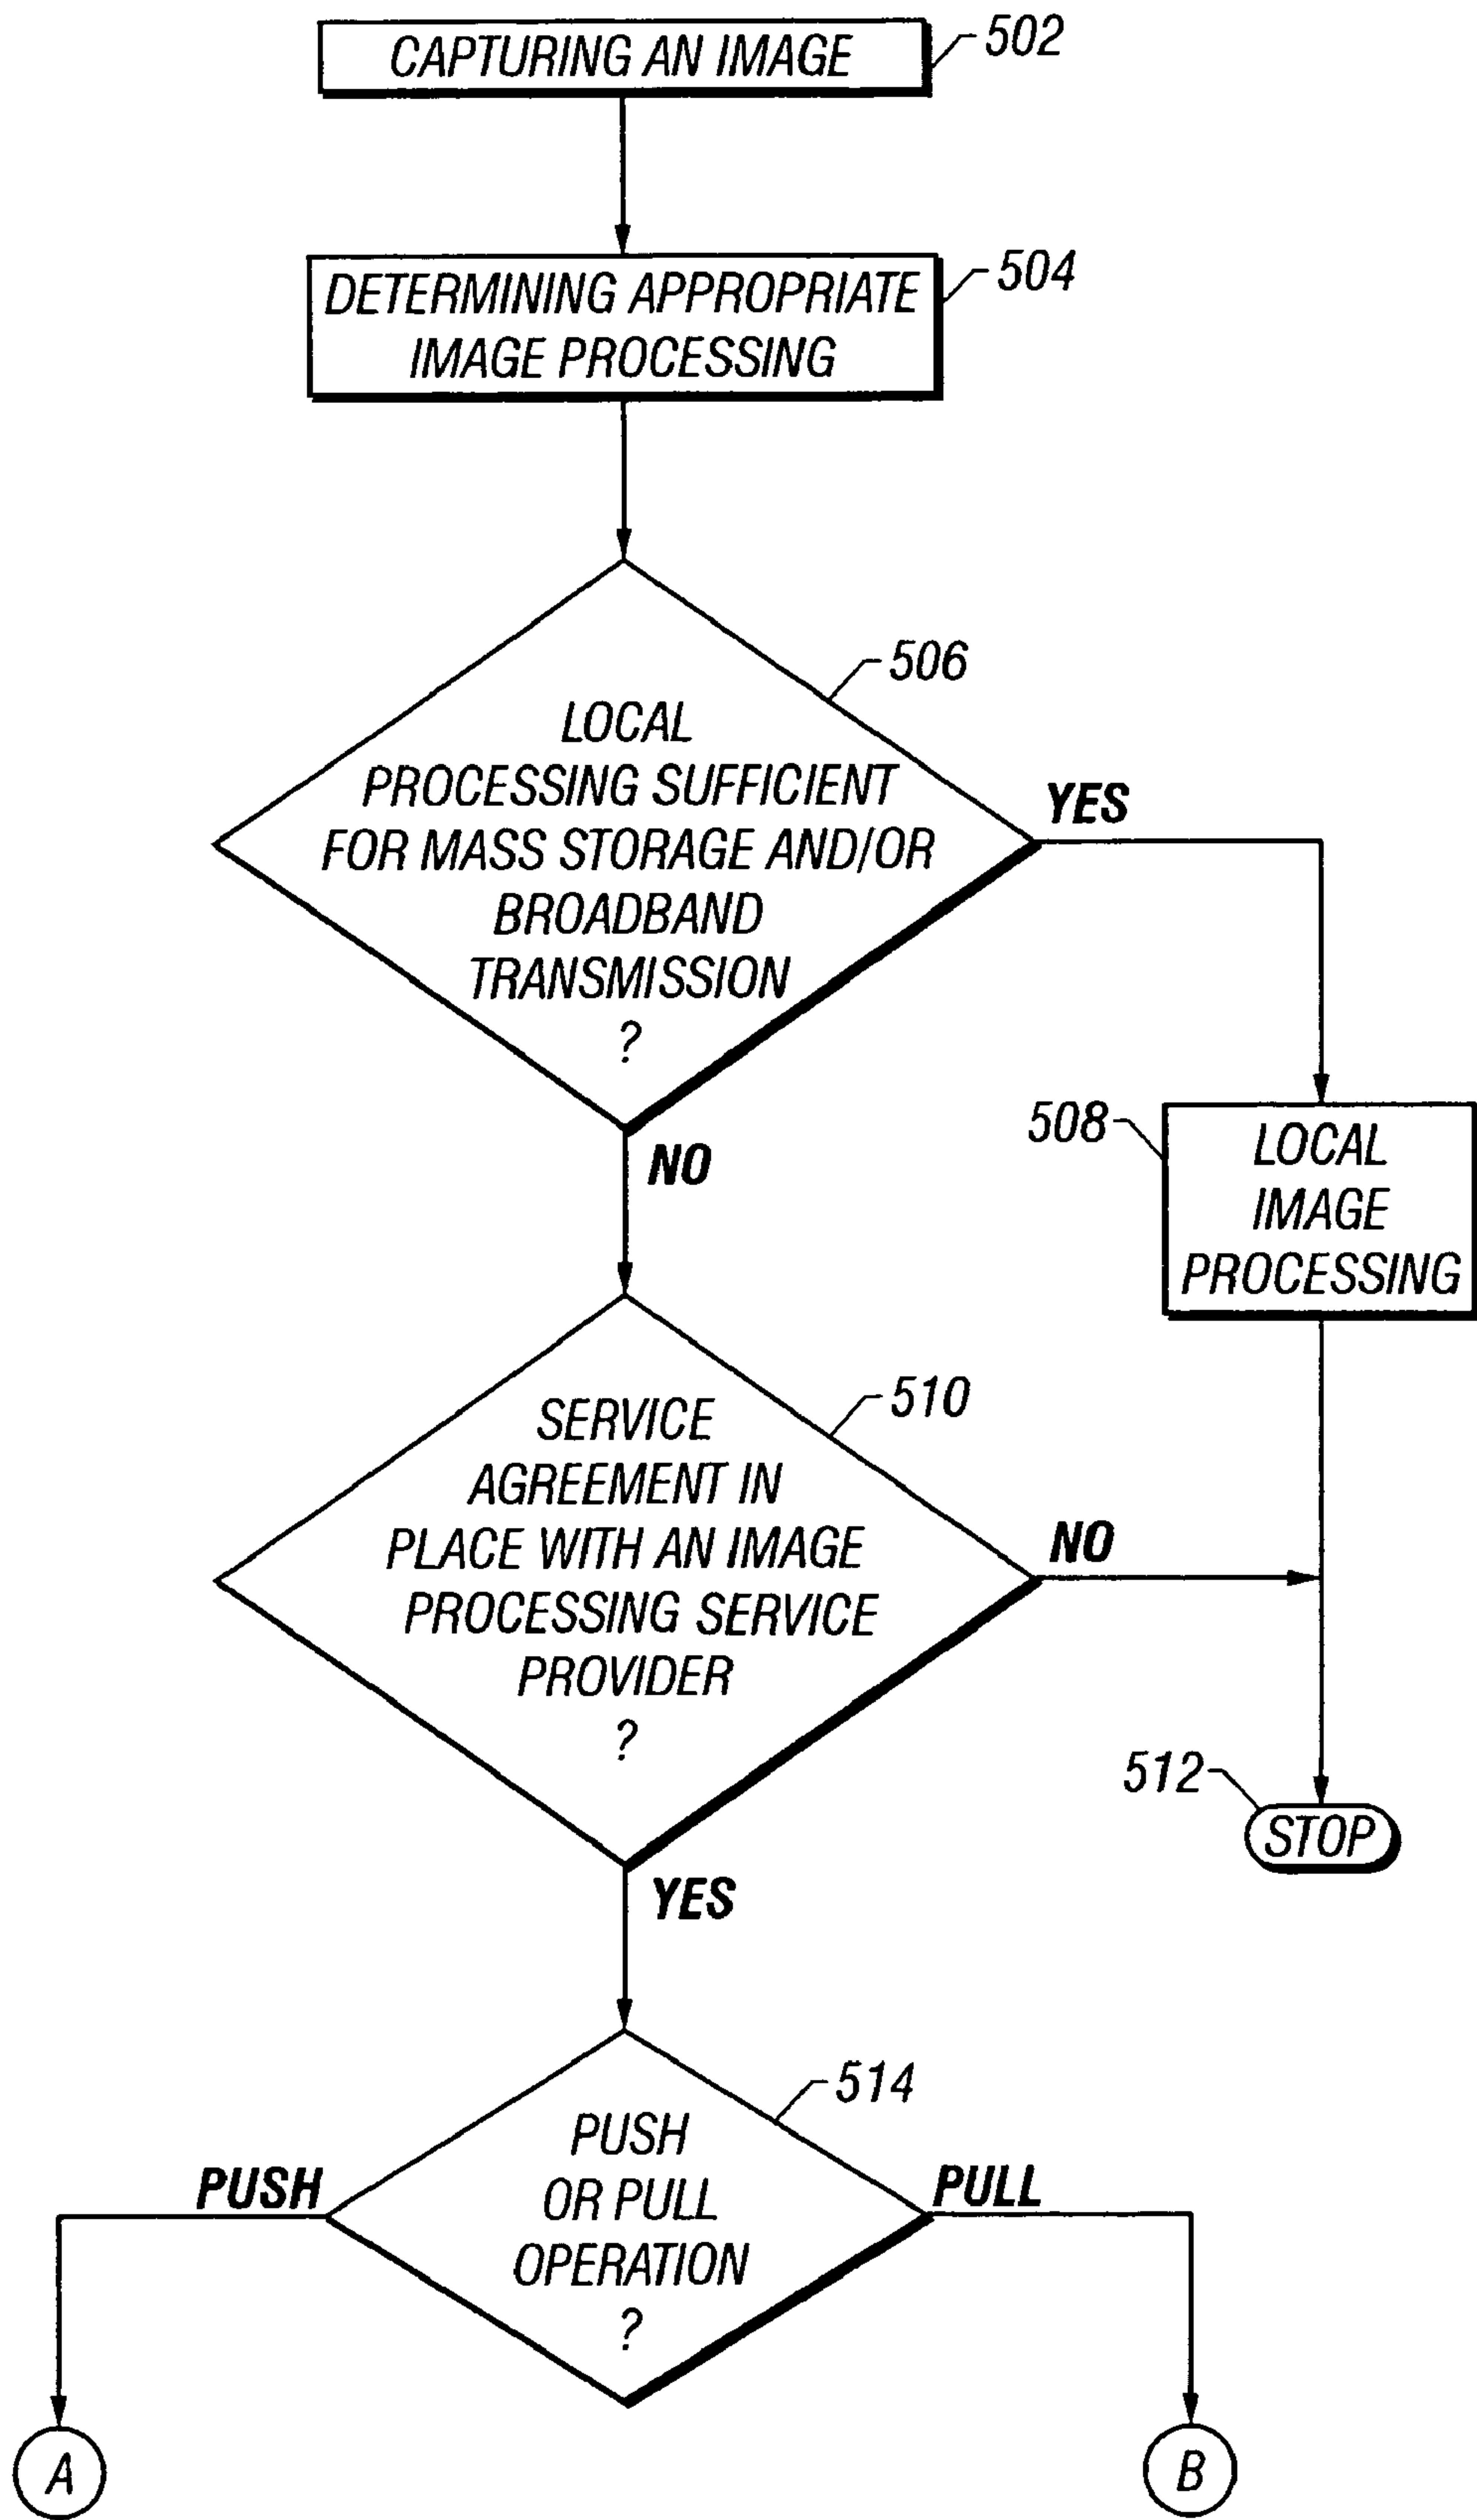 CAPTURING AN IMAGE
502
DETERMINING APPROPRIATE
IMAGE PROCESSING
504
506
LOCAL
PROCESSING SUFFICIENT
FOR MASS STORAGE AND/OR
BROADBAND
TRANSMISSION
?
YES
NO
508
LOCAL
IMAGE
PROCESSING
510
SERVICE
AGREEMENT IN
PLACE WITH AN IMAGE
PROCESSING SERVICE
PROVIDER
?
NO
YES
512
STOP
514
PUSH
OR PULL
OPERATION
?
PUSH
PULL
A
B